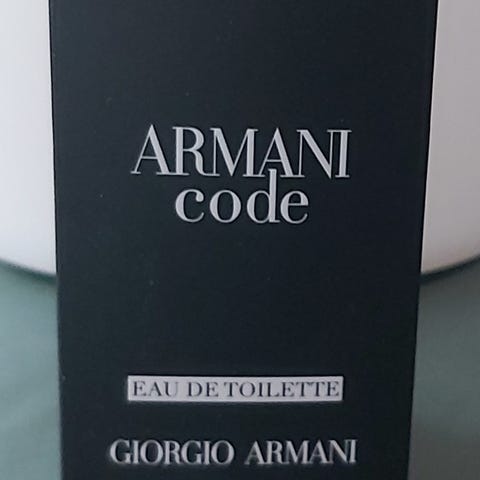 ARMANI
code
EAU DE TOILETTE
GIORGIO ARMANI